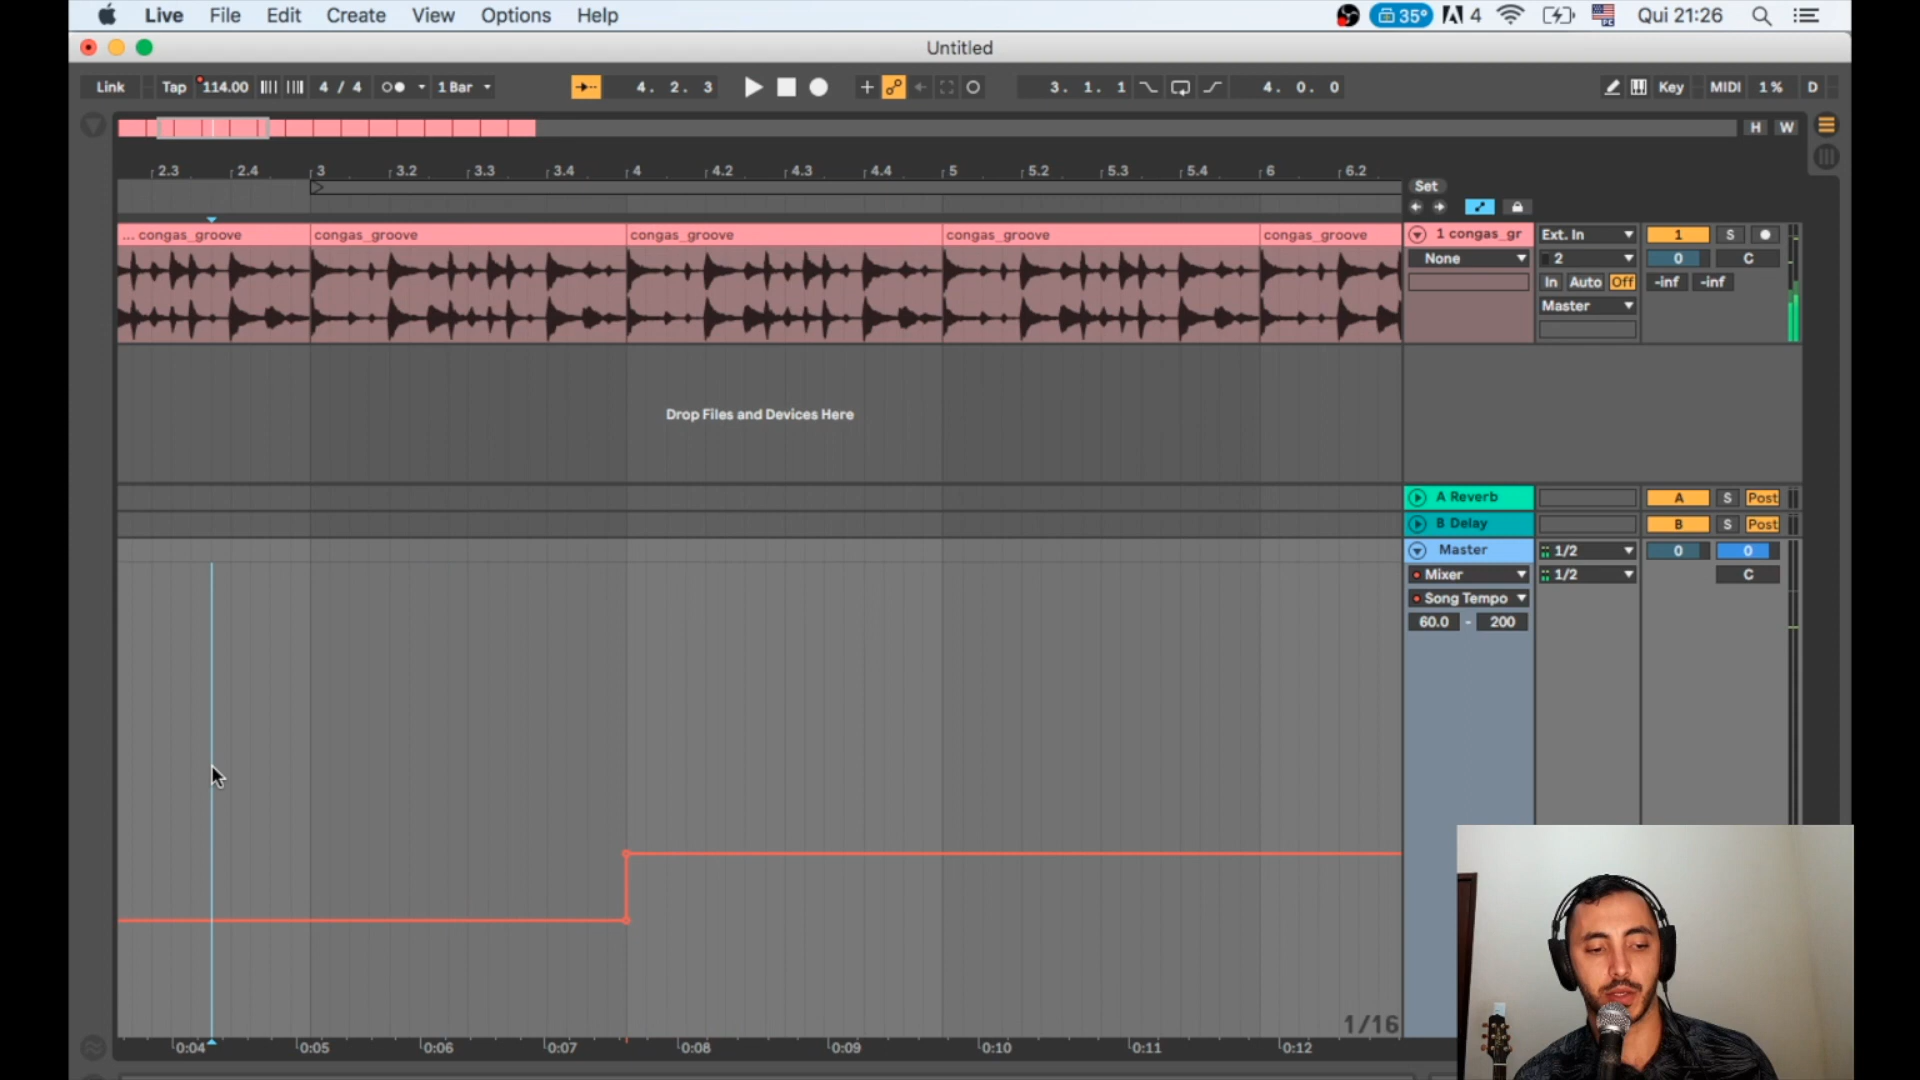 Live File Edit Create View Options Help 35° 4 Qui 21:26
Untitled
Link Tap 114.00 4 / 4 1 Bar 4. 2. 3 3. 1. 1 4. 0. 0 Key MIDI 1 % D
H W
2.3 2.4 3 3.2 3.3 3.4 4 4.2 4.3 4.4 5 5.2 5.3 5.4 6 6.2
Set
... congas_groove congas_groove congas_groove congas_groove congas_groove 1 congas_gr Ext. In 1 S
None 2 0 C
In Auto Off -inf -inf
Master
Drop Files and Devices Here
A Reverb A S Post
B Delay B S Post
Master 1/2 0 0
Mixer 1/2 C
Song Tempo
60.0 - 200
1/16
0:04 0:05 0:06 0:07 0:08 0:09 0:10 0:11 0:12